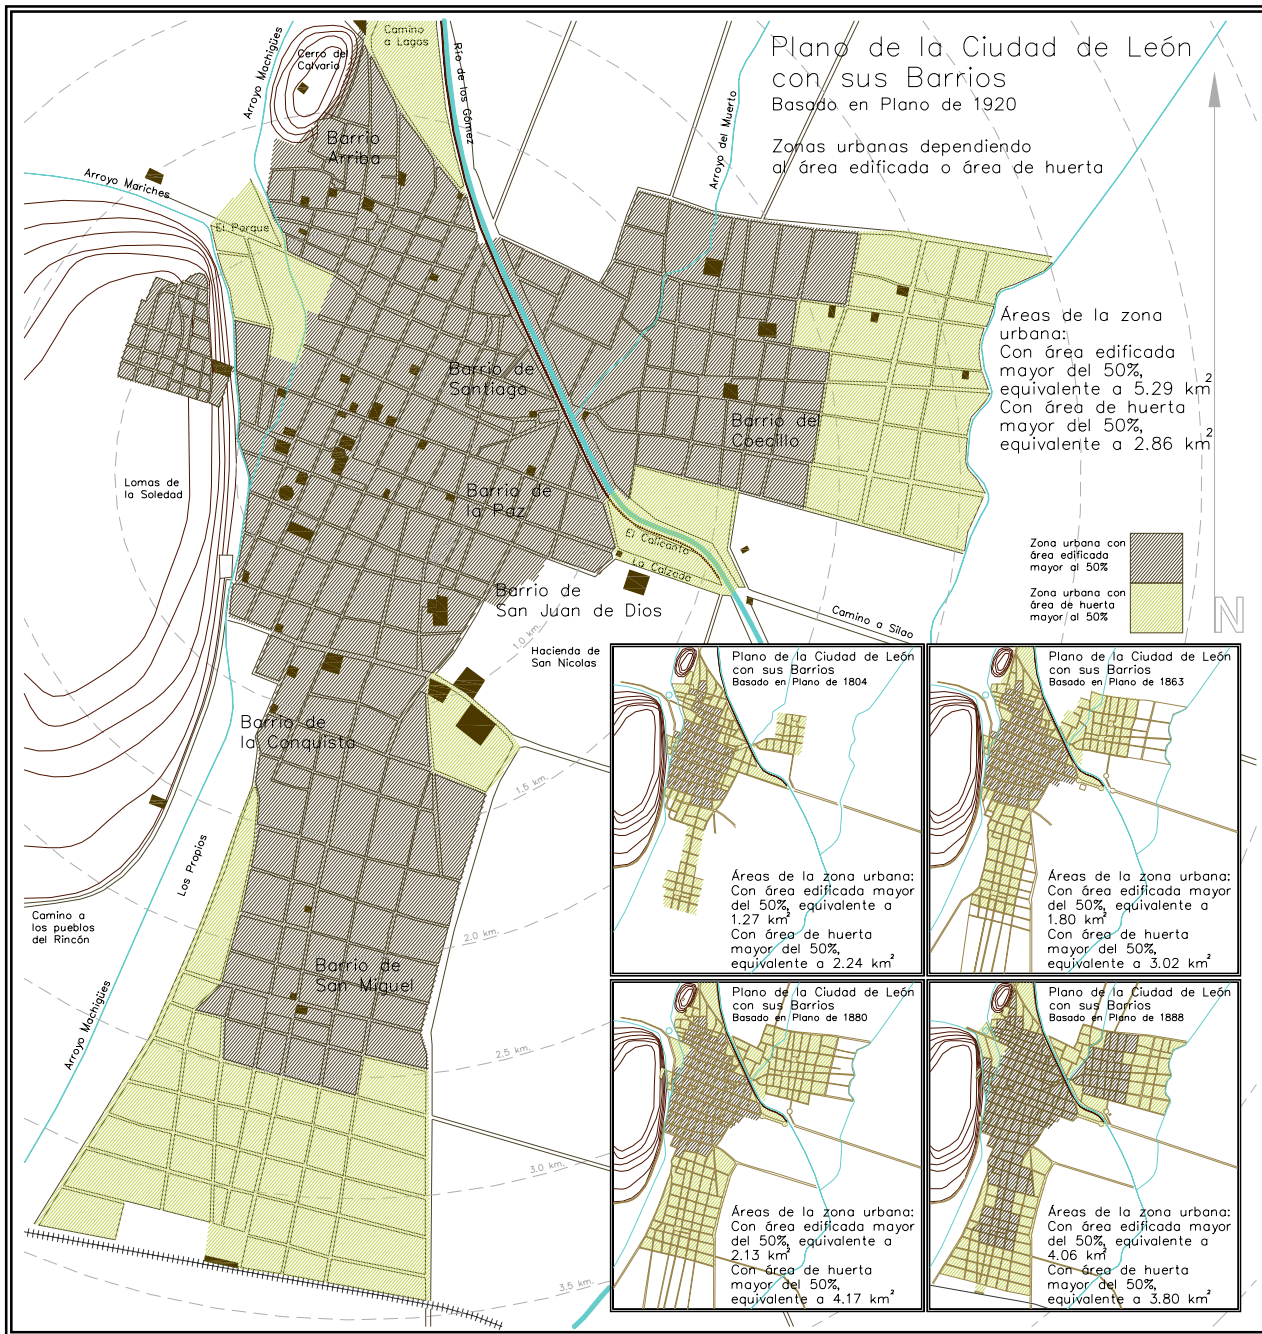 Plano de la Ciudad de León
con sus Barrios
Basado en Plano de 1920
Zonas urbanas dependiendo
al área edificada o área de huerta
Camino
a Lagos
Cerro del
Calvario
Arroyo Machigües
Río de los Gómez
Arroyo del Muerto
Barrio
Arriba
Arroyo Mariches
El Parque
Áreas de la zona
urbana:
Con área edificada
mayor del 50%,
equivalente a 5.29 km²
Con área de huerta
mayor del 50%,
equivalente a 2.86 km²
Barrio de
Santiago
Barrio del
Coecillo
Lomas de
la Soledad
Barrio de
la Paz
El Calicanto
La Calzada
Zona urbana con
área edificada
mayor al 50%
Zona urbana con
área de huerta
mayor al 50%
N
Barrio de
San Juan de Dios
Camino a Silao
1.0 km.
Hacienda de
San Nicolas
Barrio de
la Conquista
1.5 km.
Los Propios
Camino a
los pueblos
del Rincón
2.0 km.
Barrio de
San Miguel
Arroyo Machigües
2.5 km.
3.0 km.
3.5 km.
Plano de la Ciudad de León
con sus Barrios
Basado en Plano de 1804
Áreas de la zona urbana:
Con área edificada mayor
del 50%, equivalente a
1.27 km²
Con área de huerta
mayor del 50%,
equivalente a 2.24 km²
Plano de la Ciudad de León
con sus Barrios
Basado en Plano de 1863
Áreas de la zona urbana:
Con área edificada mayor
del 50%, equivalente a
1.80 km²
Con área de huerta
mayor del 50%,
equivalente a 3.02 km²
Plano de la Ciudad de León
con sus Barrios
Basado en Plano de 1880
Áreas de la zona urbana:
Con área edificada mayor
del 50%, equivalente a
2.13 km²
Con área de huerta
mayor del 50%,
equivalente a 4.17 km²
Plano de la Ciudad de León
con sus Barrios
Basado en Plano de 1888
Áreas de la zona urbana:
Con área edificada mayor
del 50%, equivalente a
4.06 km²
Con área de huerta
mayor del 50%,
equivalente a 3.80 km²